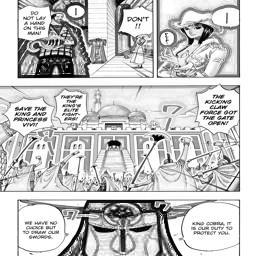 DO NOT
LAY A
HAND ON
THIS MAN!
DON'T
!!
!
!
THEY'RE
THE
KING'S
ELITE
FIGHT-
ERS!
THE
KICKING
CLAW
FORCE GOT
THE GATE
OPEN!
SAVE THE
KING AND
PRINCESS
VIVI!
WE HAVE NO
CHOICE BUT
TO DRAW
OUR SWORDS.
KING COBRA, IT
IS OUR DUTY TO
PROTECT YOU.